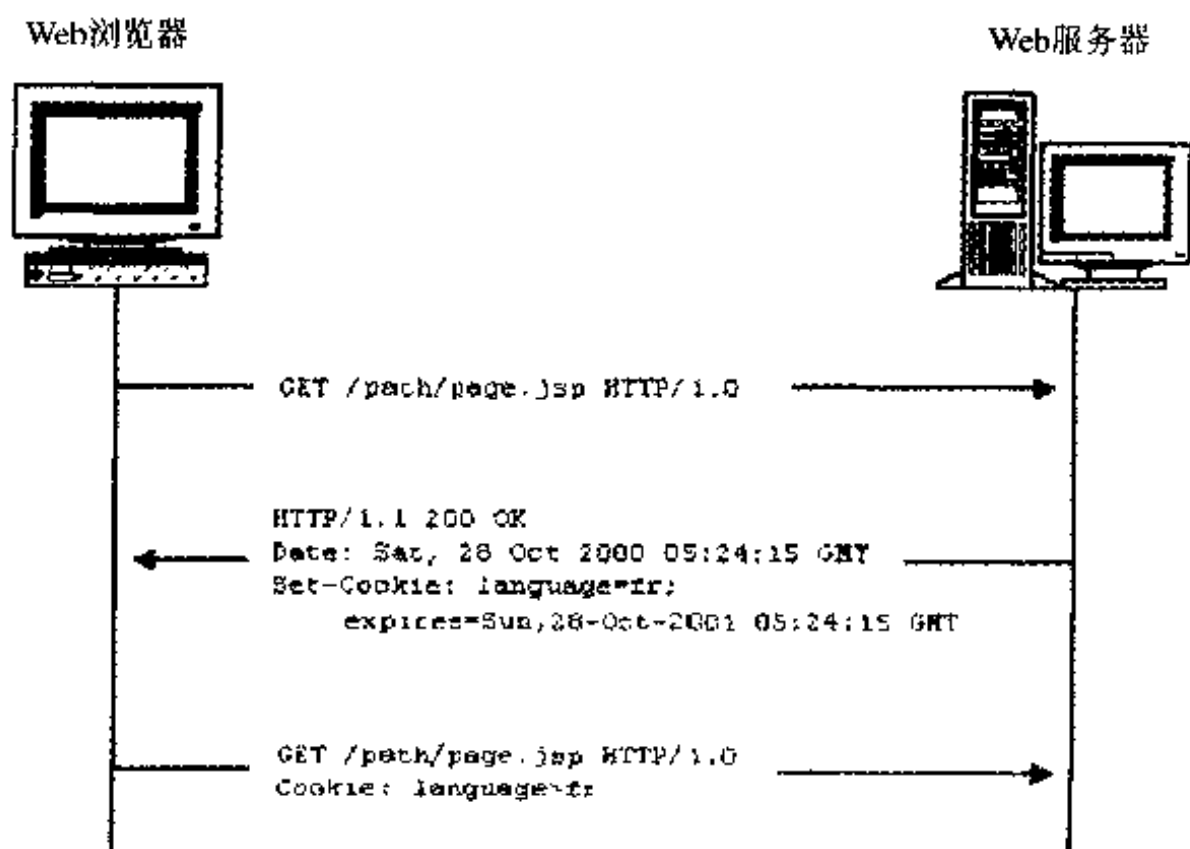 Web浏览器
Web服务器
GET /path/page.jsp HTTP/1.0
HTTP/1.1 200 OK
Date: Sat, 28 Oct 2000 05:24:15 GMT
Set-Cookie: language=fr;
expires=Sun,28-Oct-2001 05:24:15 GMT
GET /path/page.jsp HTTP/1.0
Cookie: language=fr